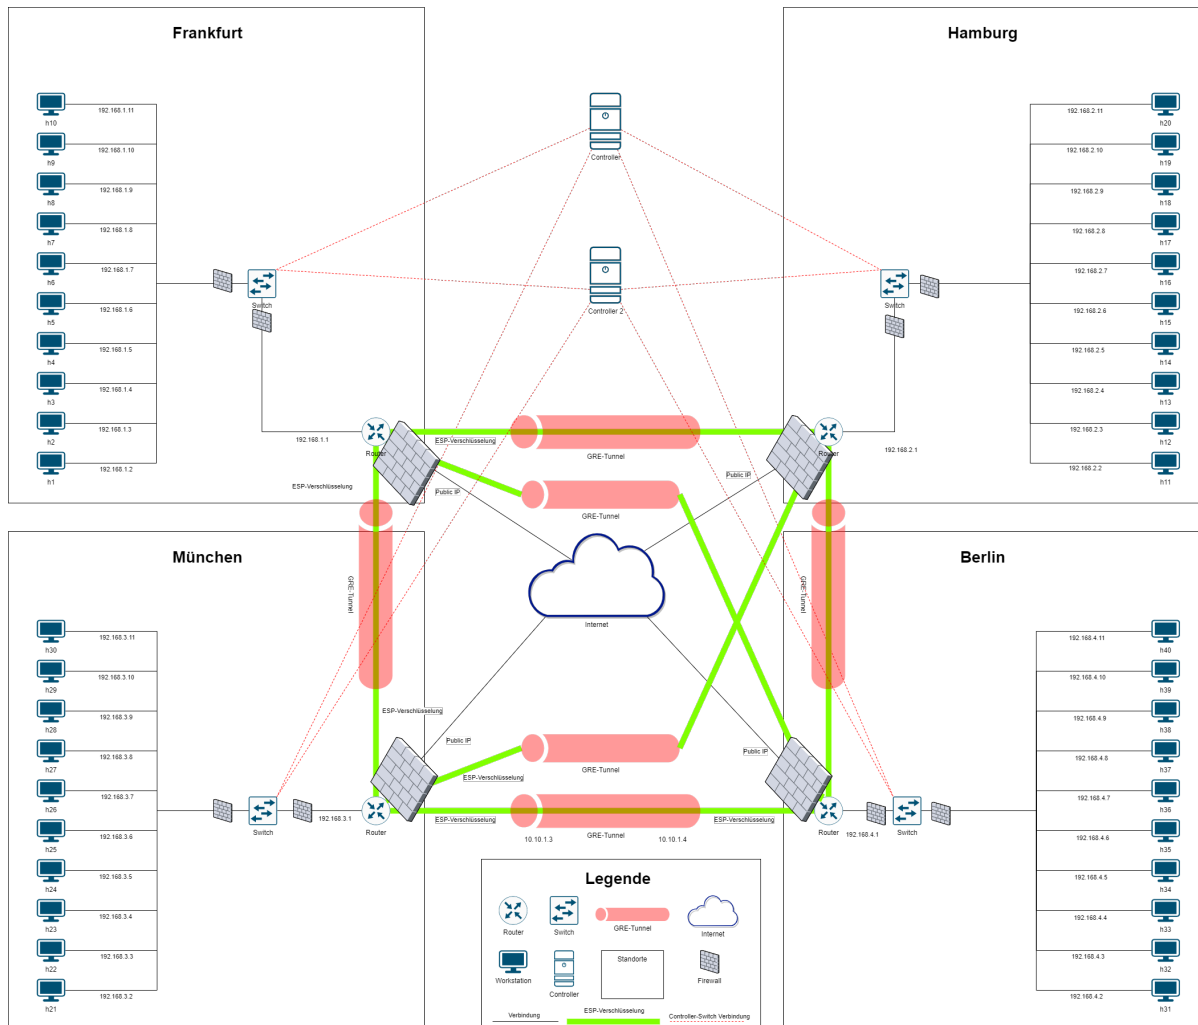 Frankfurt
192.168.1.11
h10
192.168.1.10
h9
192.168.1.9
h8
192.168.1.8
h7
192.168.1.7
h6
192.168.1.6
h5
192.168.1.5
h4
192.168.1.4
h3
192.168.1.3
h2
192.168.1.2
h1
Switch
192.168.1.1
Router
Controller
Controller 2
Hamburg
192.168.2.11
h20
192.168.2.10
h19
192.168.2.9
h18
192.168.2.8
h17
192.168.2.7
h16
192.168.2.6
h15
192.168.2.5
h14
192.168.2.4
h13
192.168.2.3
h12
192.168.2.2
h11
Switch
192.168.2.1
Router
ESP-Verschlüsselung
GRE-Tunnel
ESP-Verschlüsselung
Public IP
GRE-Tunnel
Public IP
GRE-Tunnel
GRE-Tunnel
Internet
München
192.168.3.11
h30
192.168.3.10
h29
192.168.3.9
h28
192.168.3.8
h27
192.168.3.7
h26
192.168.3.6
h25
192.168.3.5
h24
192.168.3.4
h23
192.168.3.3
h22
192.168.3.2
h21
Switch
192.168.3.1
Router
ESP-Verschlüsselung
Public IP
ESP-Verschlüsselung
GRE-Tunnel
Public IP
ESP-Verschlüsselung
GRE-Tunnel
ESP-Verschlüsselung
10.10.1.3
10.10.1.4
Berlin
192.168.4.11
h40
192.168.4.10
h39
192.168.4.9
h38
192.168.4.8
h37
192.168.4.7
h36
192.168.4.6
h35
192.168.4.5
h34
192.168.4.4
h33
192.168.4.3
h32
192.168.4.2
h31
Router
192.168.4.1
Switch
Legende
Router
Switch
GRE-Tunnel
Internet
Workstation
Controller
Standorte
Firewall
Verbindung
ESP-Verschlüsselung
Controller-Switch Verbindung